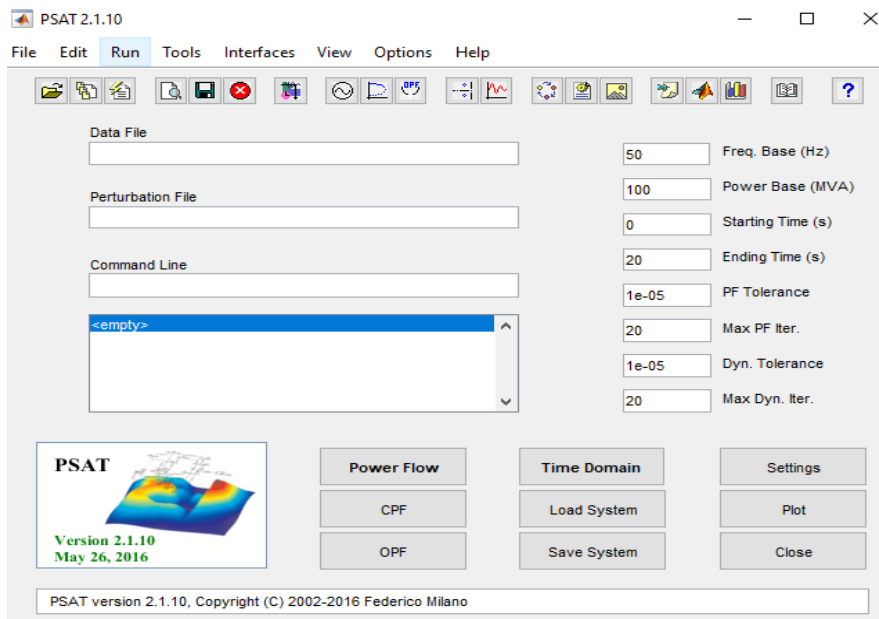 PSAT 2.1.10
File Edit Run Tools Interfaces View Options Help
OPF
?
Data File
50 Freq. Base (Hz)
100 Power Base (MVA)
Perturbation File
0 Starting Time (s)
20 Ending Time (s)
Command Line
1e-05 PF Tolerance
<empty>
20 Max PF Iter.
1e-05 Dyn. Tolerance
20 Max Dyn. Iter.
PSAT
Version 2.1.10
May 26, 2016
Power Flow Time Domain Settings
CPF Load System Plot
OPF Save System Close
PSAT version 2.1.10, Copyright (C) 2002-2016 Federico Milano